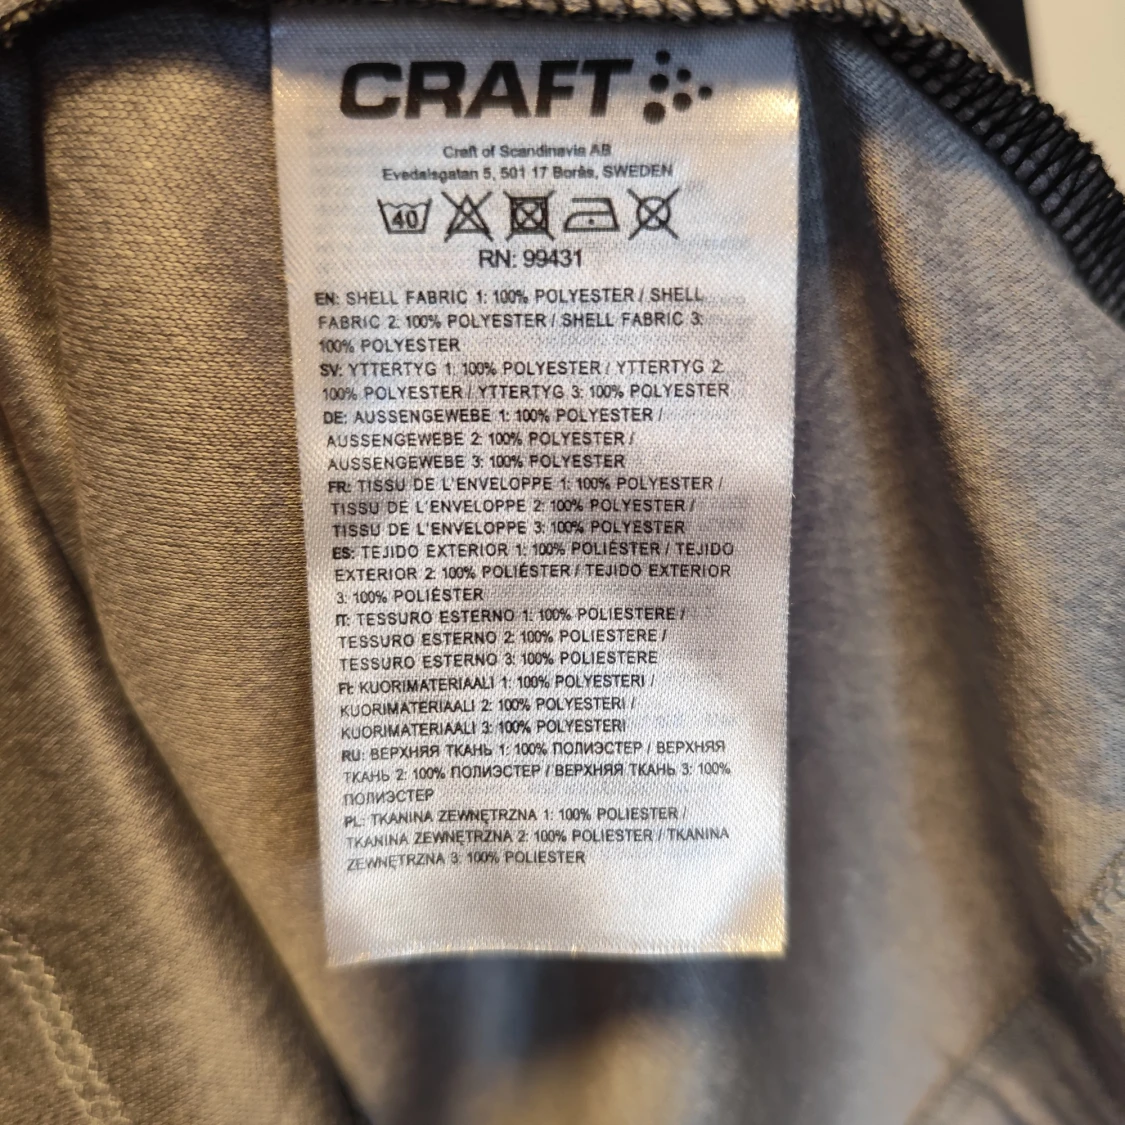 CRAFT
Craft of Scandinavia AB
Evedalsgatan 5, 501 17 Borås, SWEDEN
40
RN: 99431
EN: SHELL FABRIC 1: 100% POLYESTER / SHELL
FABRIC 2: 100% POLYESTER / SHELL FABRIC 3:
100% POLYESTER
SV: YTTERTYG 1: 100% POLYESTER / YTTERTYG 2:
100% POLYESTER / YTTERTYG 3: 100% POLYESTER
DE: AUSSENGEWEBE 1: 100% POLYESTER /
AUSSENGEWEBE 2: 100% POLYESTER /
AUSSENGEWEBE 3: 100% POLYESTER
FR: TISSU DE L'ENVELOPPE 1: 100% POLYESTER /
TISSU DE L'ENVELOPPE 2: 100% POLYESTER /
TISSU DE L'ENVELOPPE 3: 100% POLYESTER
ES: TEJIDO EXTERIOR 1: 100% POLIÉSTER / TEJIDO
EXTERIOR 2: 100% POLIÉSTER / TEJIDO EXTERIOR
3: 100% POLIÉSTER
IT: TESSUTO ESTERNO 1: 100% POLIESTERE /
TESSUTO ESTERNO 2: 100% POLIESTERE /
TESSUTO ESTERNO 3: 100% POLIESTERE
FI: KUORIMATERIAALI 1: 100% POLYESTERI /
KUORIMATERIAALI 2: 100% POLYESTERI /
KUORIMATERIAALI 3: 100% POLYESTERI
RU: ВЕРХНЯЯ ТКАНЬ 1: 100% ПОЛИЭСТЕР / ВЕРХНЯЯ
ТКАНЬ 2: 100% ПОЛИЭСТЕР / ВЕРХНЯЯ ТКАНЬ 3: 100%
ПОЛИЭСТЕР
PL: TKANINA ZEWNĘTRZNA 1: 100% POLIESTER /
TKANINA ZEWNĘTRZNA 2: 100% POLIESTER / TKANINA
ZEWNĘTRZNA 3: 100% POLIESTER